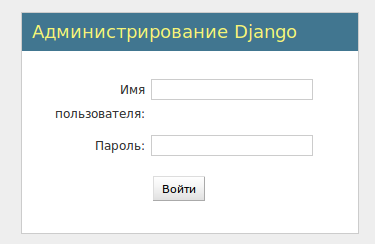 Администрирование Django
Имя
пользователя:
Пароль:
Войти